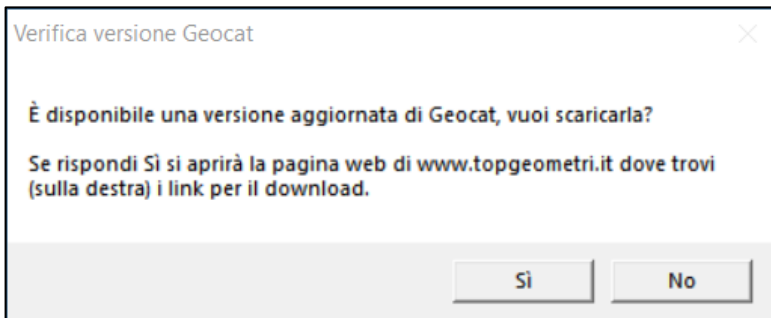 Verifica versione Geocat
È disponibile una versione aggiornata di Geocat, vuoi scaricarla?
Se rispondi Sì si aprirà la pagina web di www.topgeometri.it dove trovi
(sulla destra) i link per il download.
Sì
No